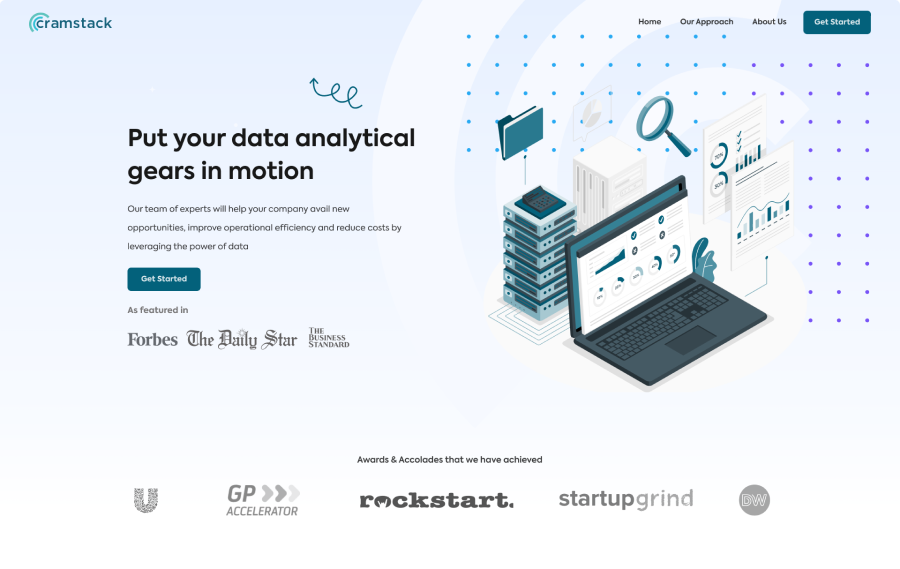 cramstack
Home
Our Approach
About Us
Get Started
Put your data analytical
gears in motion
Our team of experts will help your company avail new
opportunities, improve operational efficiency and reduce costs by
leveraging the power of data
Get Started
As featured in
Forbes
The Daily Star
THE
BUSINESS
STANDARD
70%
50%
Awards & Accolades that we have achieved
U
GP
ACCELERATOR
rockstart.
startupgrind
DW